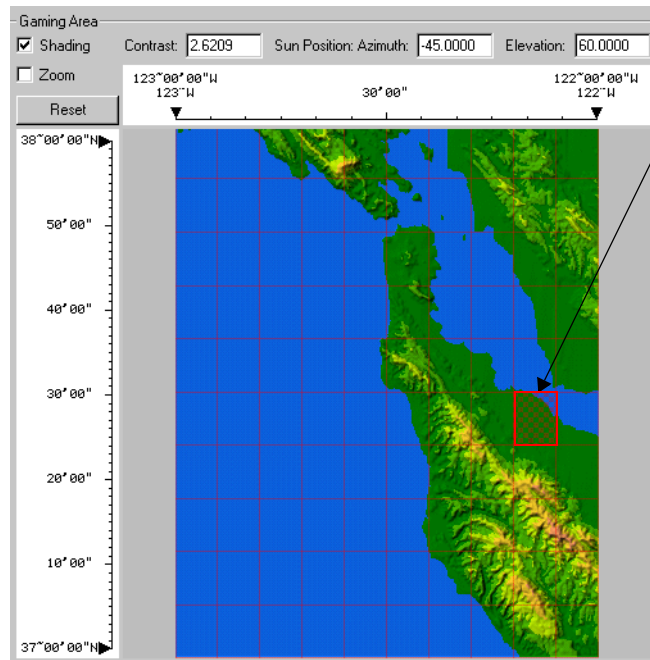 Gaming Area
Shading Contrast: 2.6209 Sun Position: Azimuth: -45.0000 Elevation: 60.0000
Zoom
Reset
123~00'00"W 122~00'00"W
123~W 30'00" 122~W
38~00'00"N
50'00"
40'00"
30'00"
20'00"
10'00"
37~00'00"N